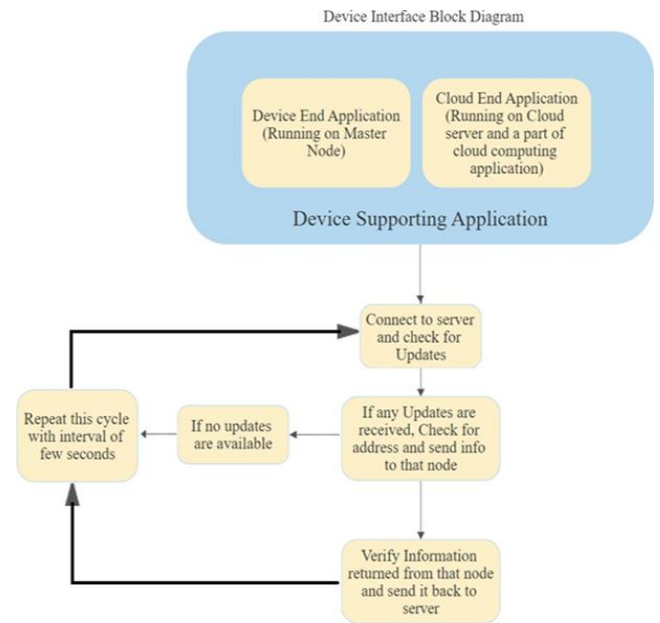 Device Interface Block Diagram
Device End Application
(Running on Master
Node)
Cloud End Application
(Running on Cloud
server and a part of
cloud computing
application)
Device Supporting Application
Connect to server
and check for
Updates
If any Updates are
received, Check for
address and send info
to that node
If no updates
are available
Repeat this cycle
with interval of
few seconds
Verify Information
returned from that node
and send it back to
server